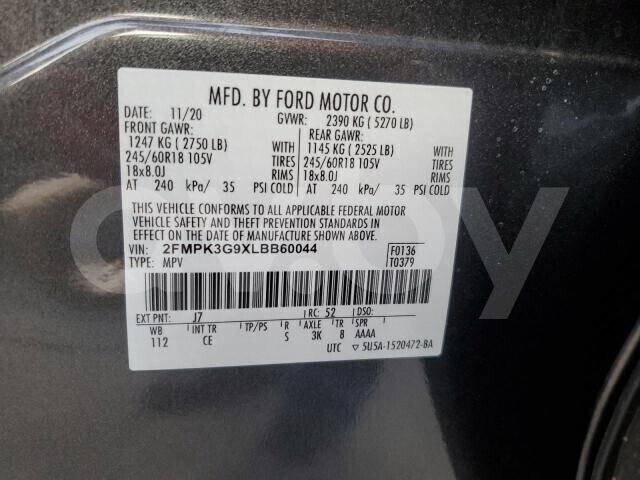 MFD. BY FORD MOTOR CO.
DATE: 11/20 GVWR: 2390 KG ( 5270 LB)
FRONT GAWR: REAR GAWR:
1247 KG ( 2750 LB) WITH 1145 KG ( 2525 LB) WITH
245/60R18 105V TIRES 245/60R18 105V TIRES
18x8.0J RIMS 18x8.0J RIMS
AT 240 kPa/ 35 PSI COLD AT 240 kPa/ 35 PSI COLD
THIS VEHICLE CONFORMS TO ALL APPLICABLE FEDERAL MOTOR
VEHICLE SAFETY AND THEFT PREVENTION STANDARDS IN
EFFECT ON THE DATE OF MANUFACTURE SHOWN ABOVE.
VIN: 2FMPK3G9XLBB60044 F0136
TYPE: MPV T0379
EXT PNT: J7 RC: 52 DSO:
WB INT TR TP/PS R AXLE TR SPR
112 CE S 3K 8 AAAA
UTC ▽ 5U5A-1520472-BA